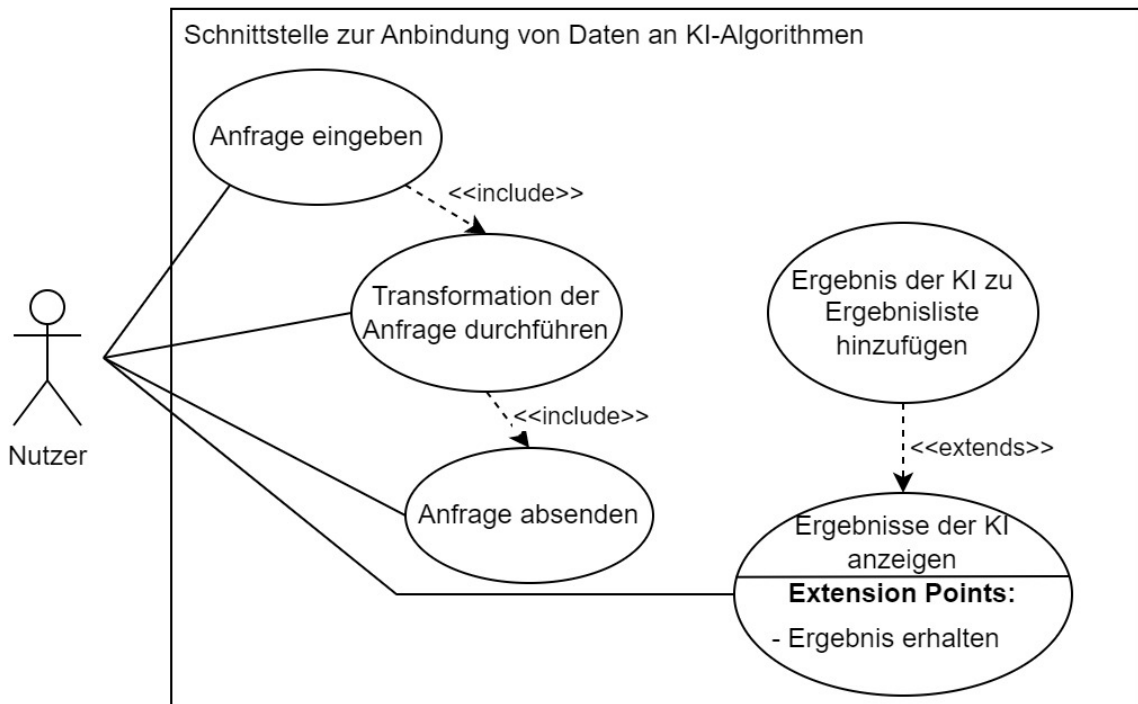 Schnittstelle zur Anbindung von Daten an KI-Algorithmen
Anfrage eingeben
<<include>>
Transformation der
Anfrage durchführen
<<include>>
Anfrage absenden
Nutzer
Ergebnis der KI zu
Ergebnisliste
hinzufügen
<<extends>>
Ergebnisse der KI
anzeigen
Extension Points:
- Ergebnis erhalten